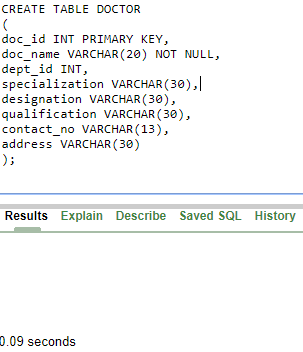 CREATE TABLE DOCTOR
(
doc_id INT PRIMARY KEY,
doc_name VARCHAR(20) NOT NULL,
dept_id INT,
specialization VARCHAR(30),
designation VARCHAR(30),
qualification VARCHAR(30),
contact_no VARCHAR(13),
address VARCHAR(30)
);
Results Explain Describe Saved SQL History
0.09 seconds